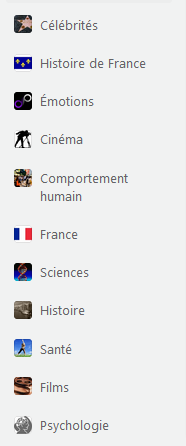 Célébrités
Histoire de France
Émotions
Cinéma
Comportement
humain
France
Sciences
Histoire
Santé
Films
Psychologie